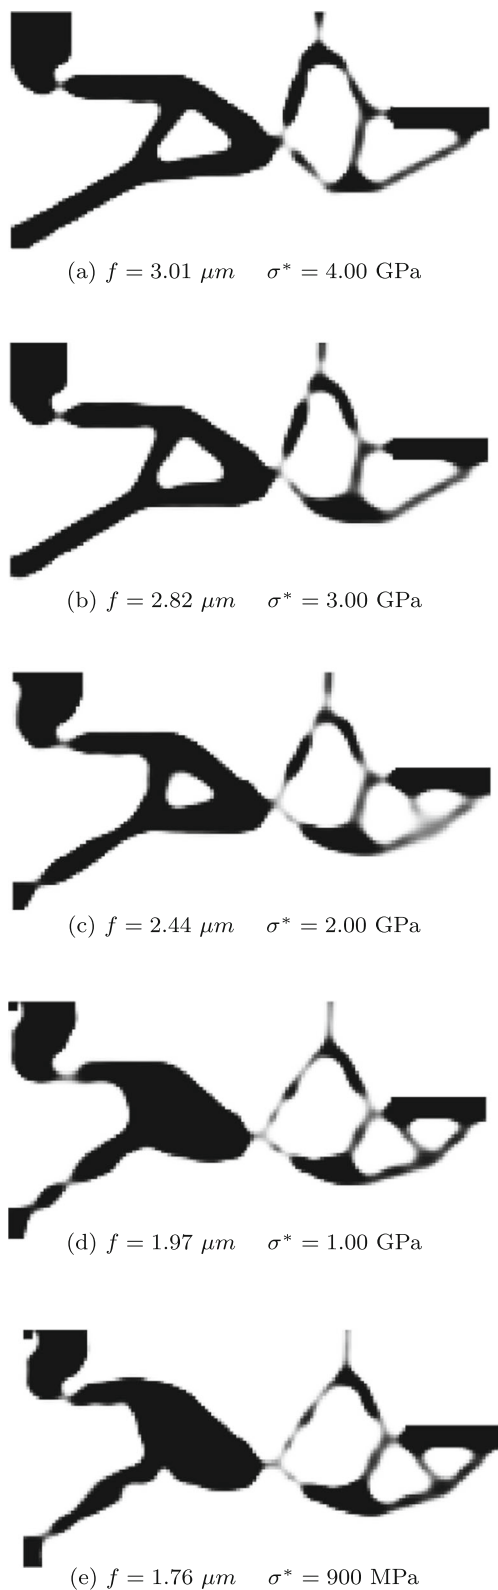 (a) f = 3.01 μm σ* = 4.00 GPa
(b) f = 2.82 μm σ* = 3.00 GPa
(c) f = 2.44 μm σ* = 2.00 GPa
(d) f = 1.97 μm σ* = 1.00 GPa
(e) f = 1.76 μm σ* = 900 MPa